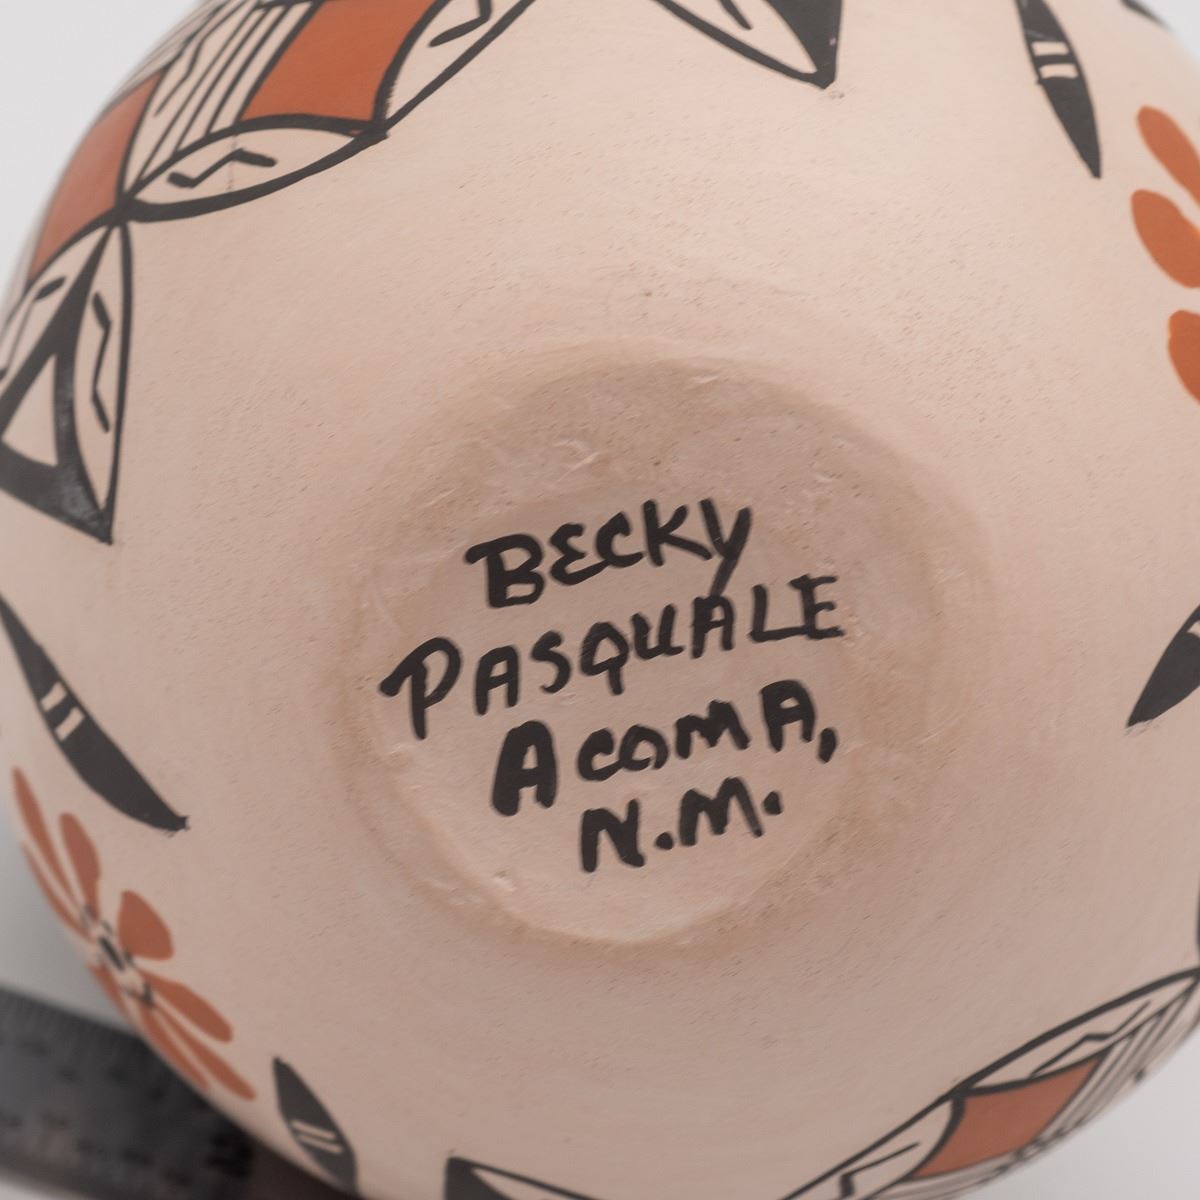 BECKY
PASQUALE
ACOMA,
N.M.